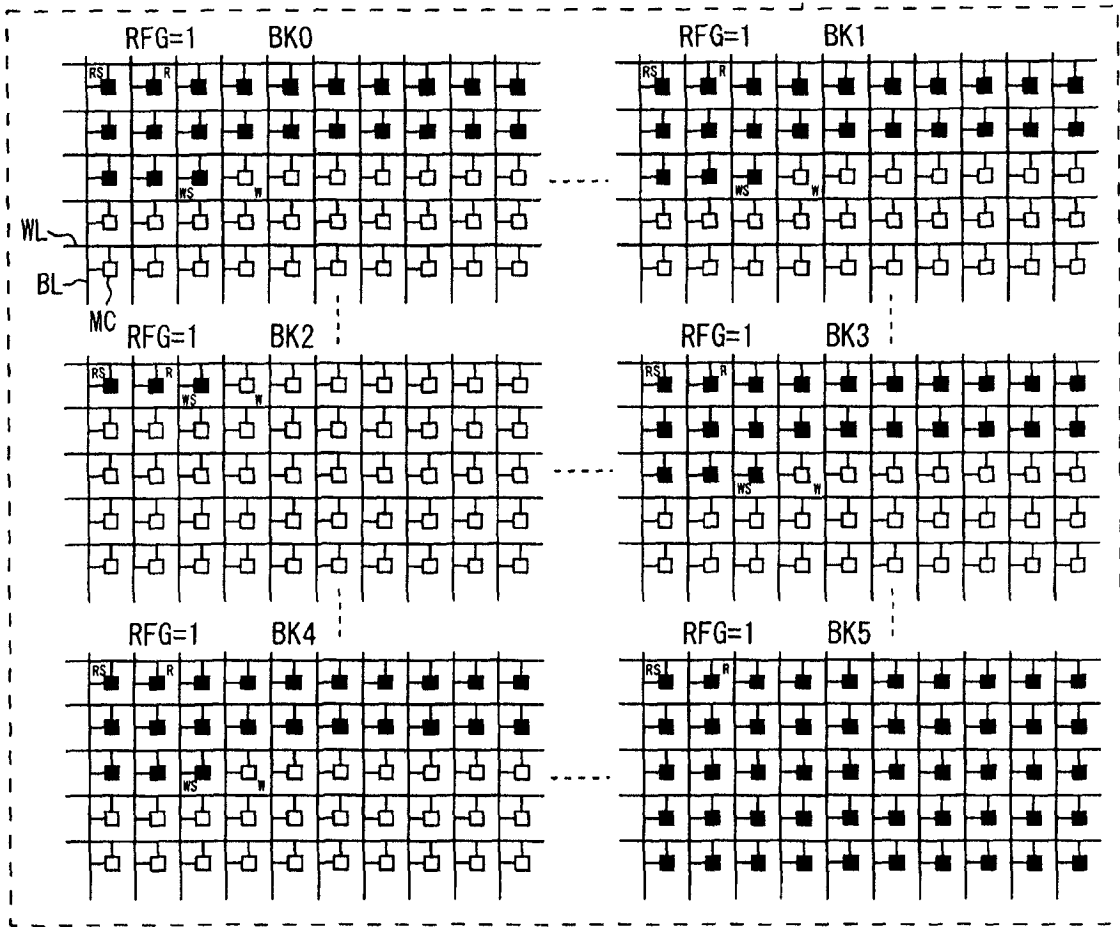 RFG=1 BK0
RS R
WS W
WL
BL
MC
RFG=1 BK1
RS R
WS W
RFG=1 BK2
RS R
WS W
RFG=1 BK3
RS R
WS W
RFG=1 BK4
RS R
WS W
RFG=1 BK5
RS R